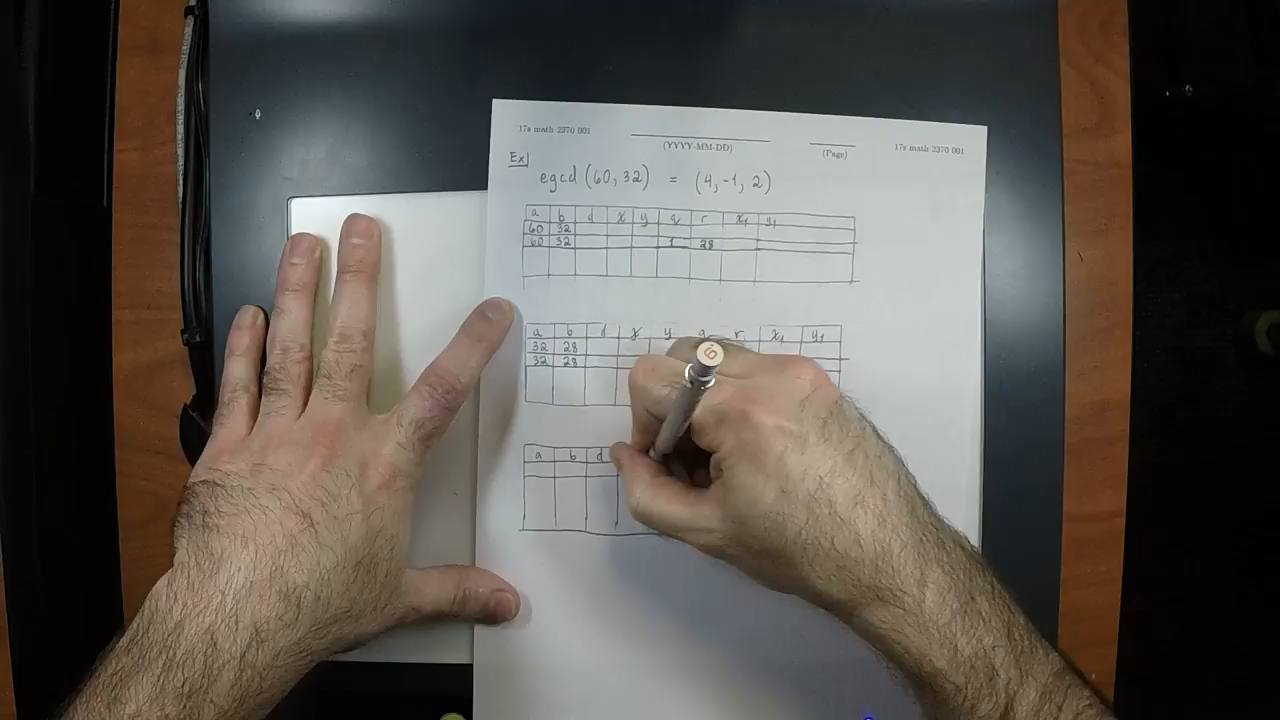 17s math 2370 001
(YYYY-MM-DD)
(Page)
17s math 2370 001
Ex1
egcd (60, 32) = (4, -1, 2)
a b d x y q r x₁ y₁
60 32
60 32 1 28
a b d x y q r x₁ y₁
32 28
32 28
a b d
6